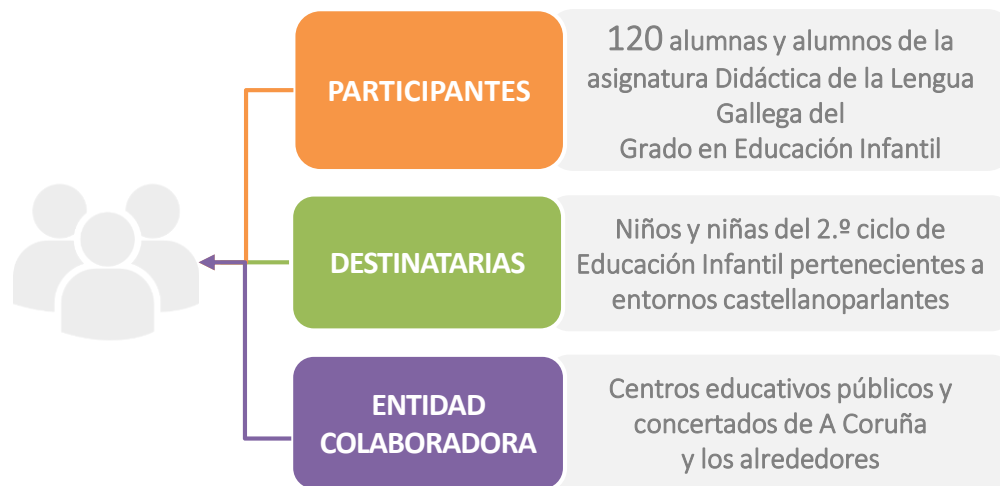 PARTICIPANTES
120 alumnas y alumnos de la
asignatura Didáctica de la Lengua
Gallega del
Grado en Educación Infantil
DESTINATARIAS
Niños y niñas del 2.º ciclo de
Educación Infantil pertenecientes a
entornos castellanoparlantes
ENTIDAD
COLABORADORA
Centros educativos públicos y
concertados de A Coruña
y los alrededores